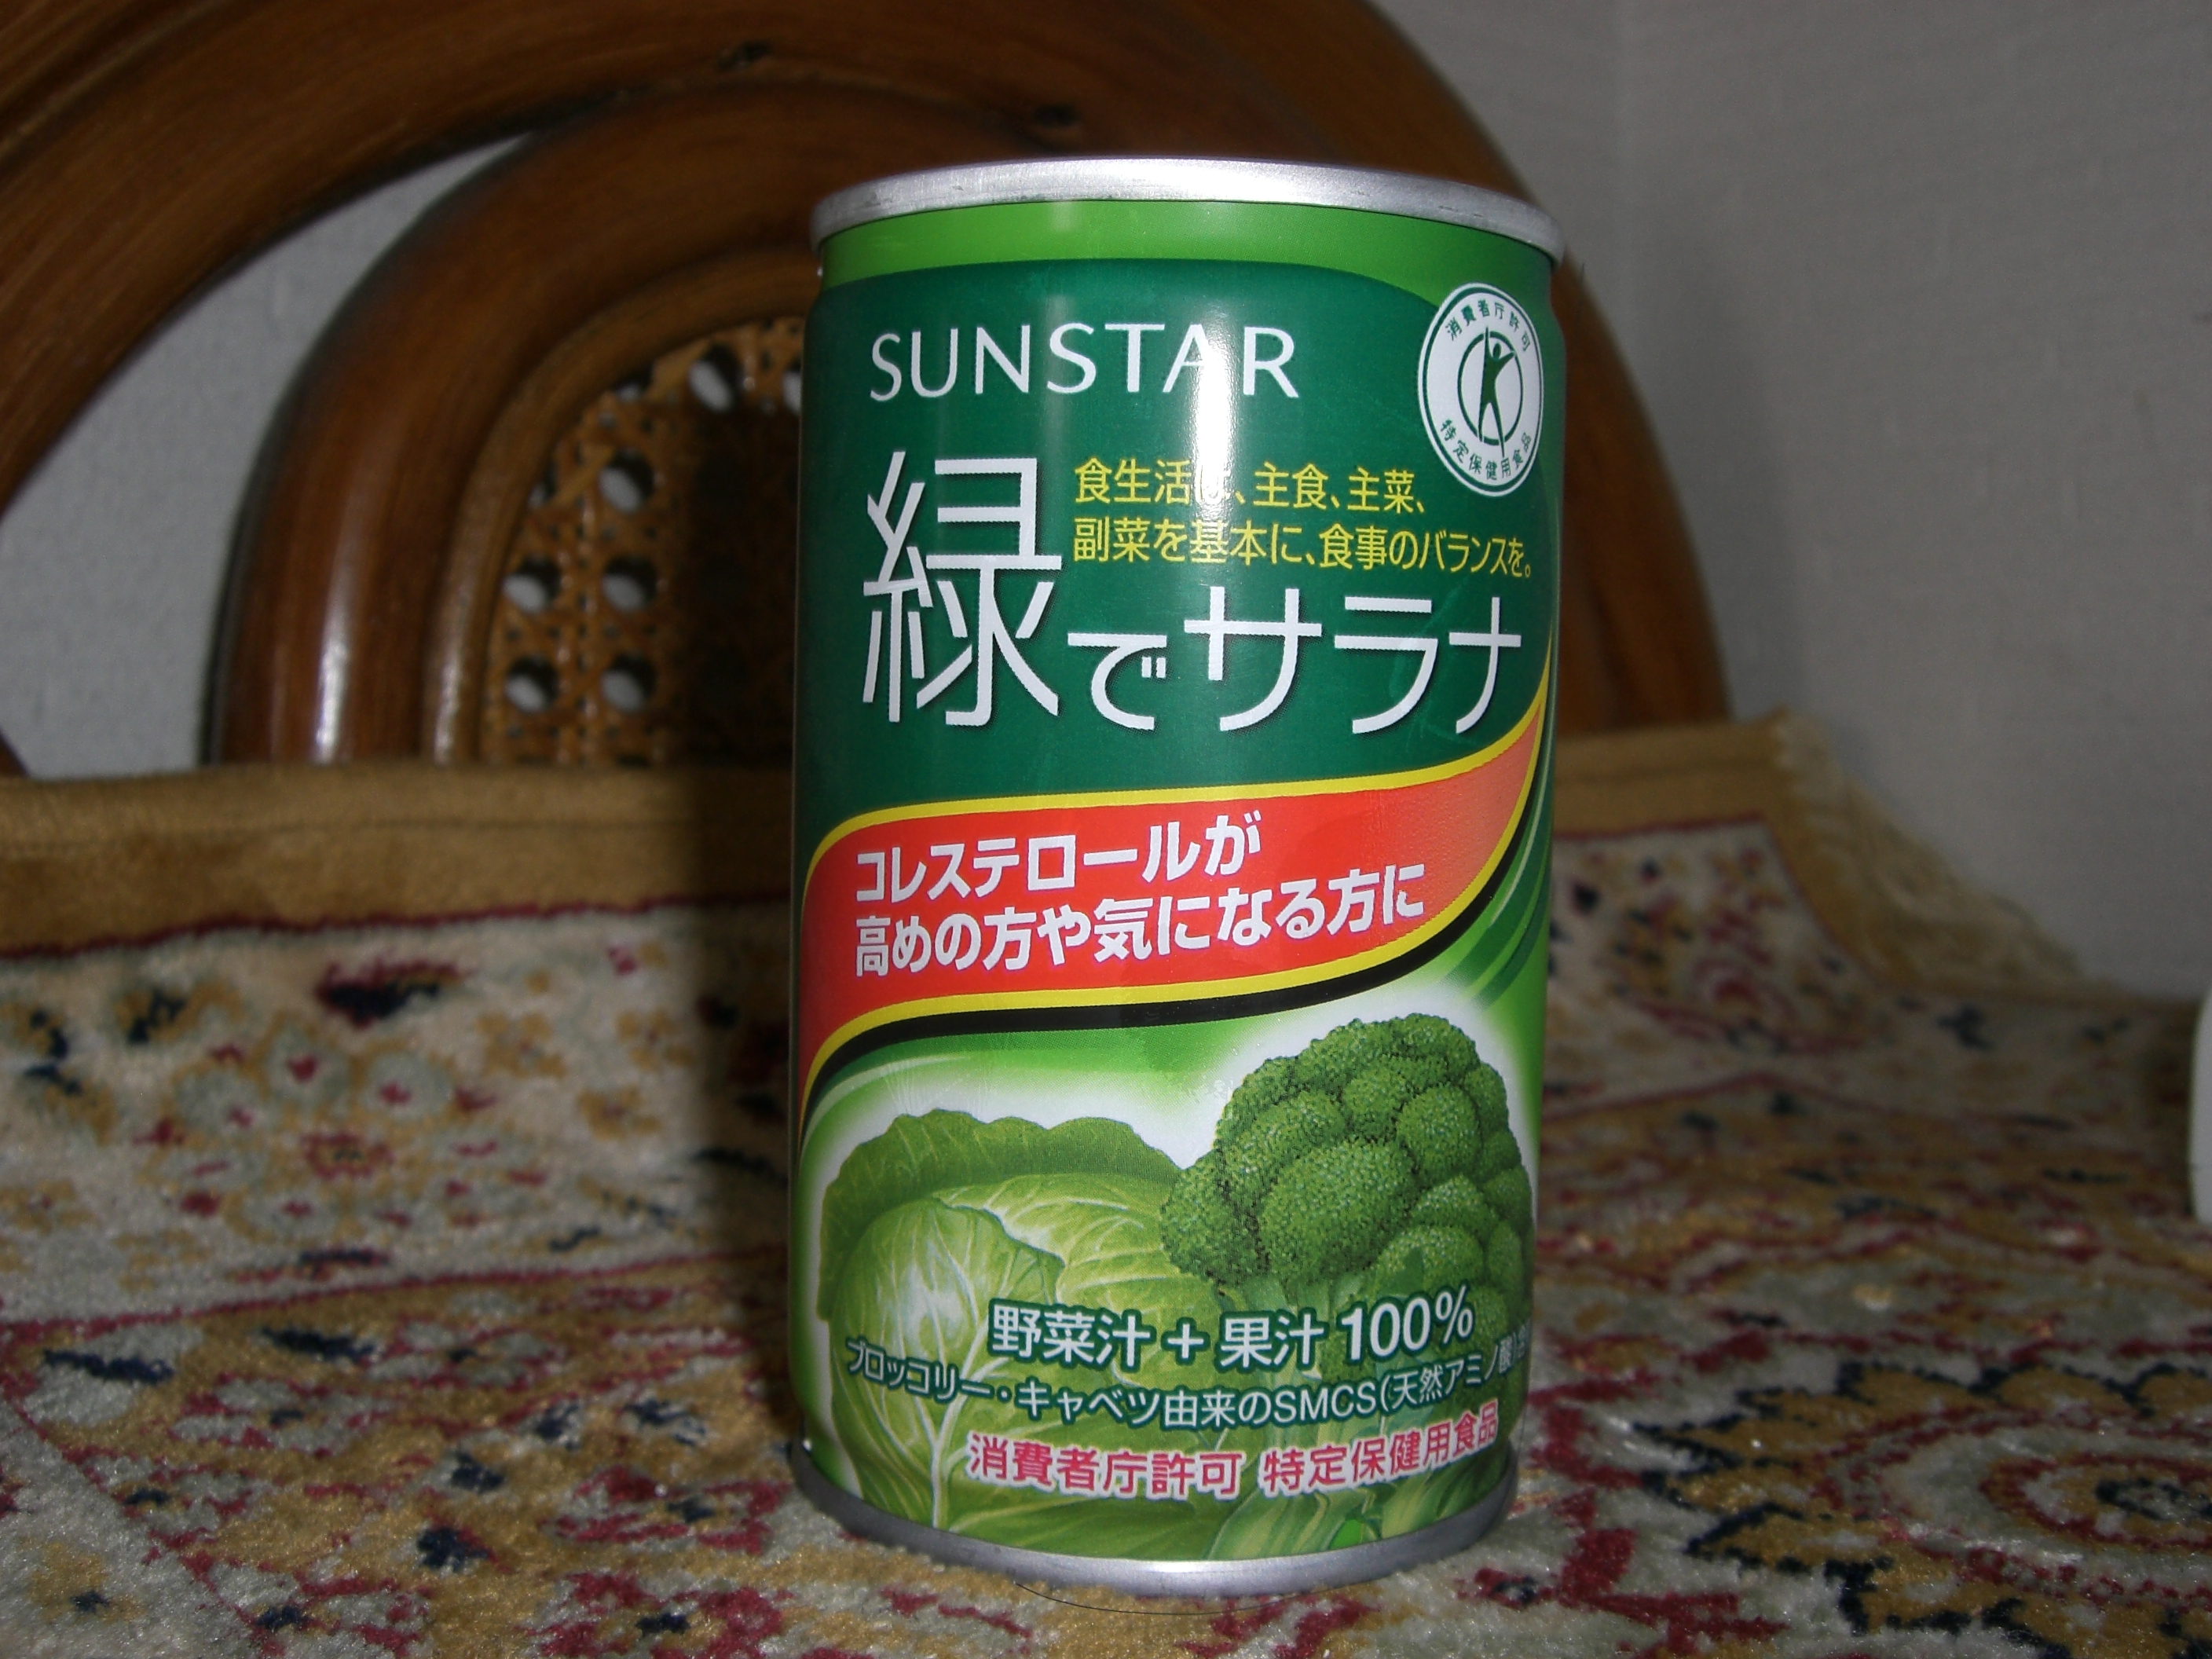 SUNSTAR
消費者庁許可
特定保健用食品
食生活は、主食、主菜、
副菜を基本に、食事のバランスを。
緑でサラナ
コレステロールが
高めの方や気になる方に
野菜汁+果汁100%
ブロッコリー・キャベツ由来のSMCS(天然アミノ酸)
消費者庁許可 特定保健用食品